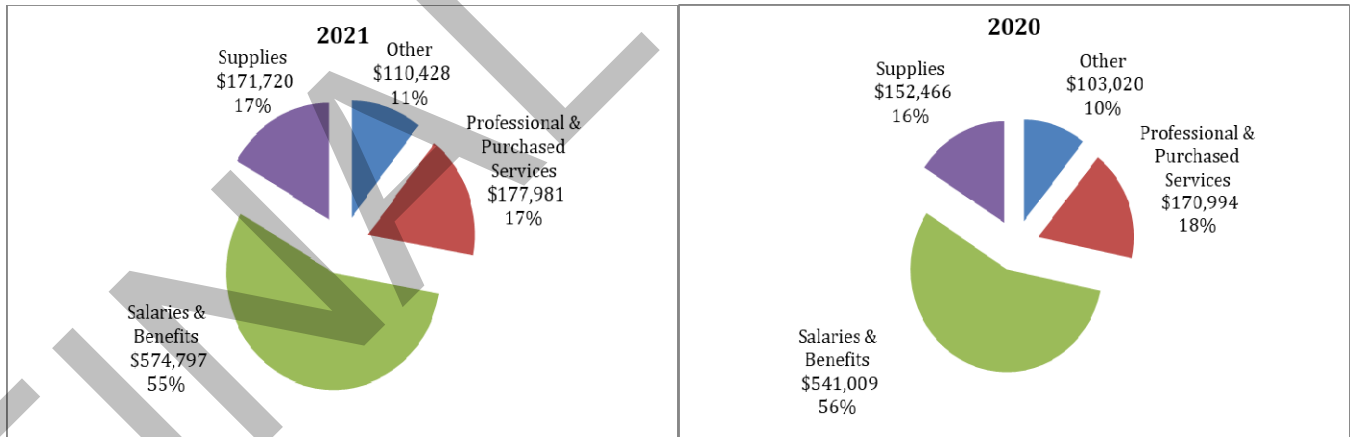 2021
Supplies
$171,720
17%
Other
$110,428
11%
Professional &
Purchased
Services
$177,981
17%
Salaries &
Benefits
$574,797
55%
2020
Supplies
$152,466
16%
Other
$103,020
10%
Professional &
Purchased
Services
$170,994
18%
Salaries &
Benefits
$541,009
56%
FINAL